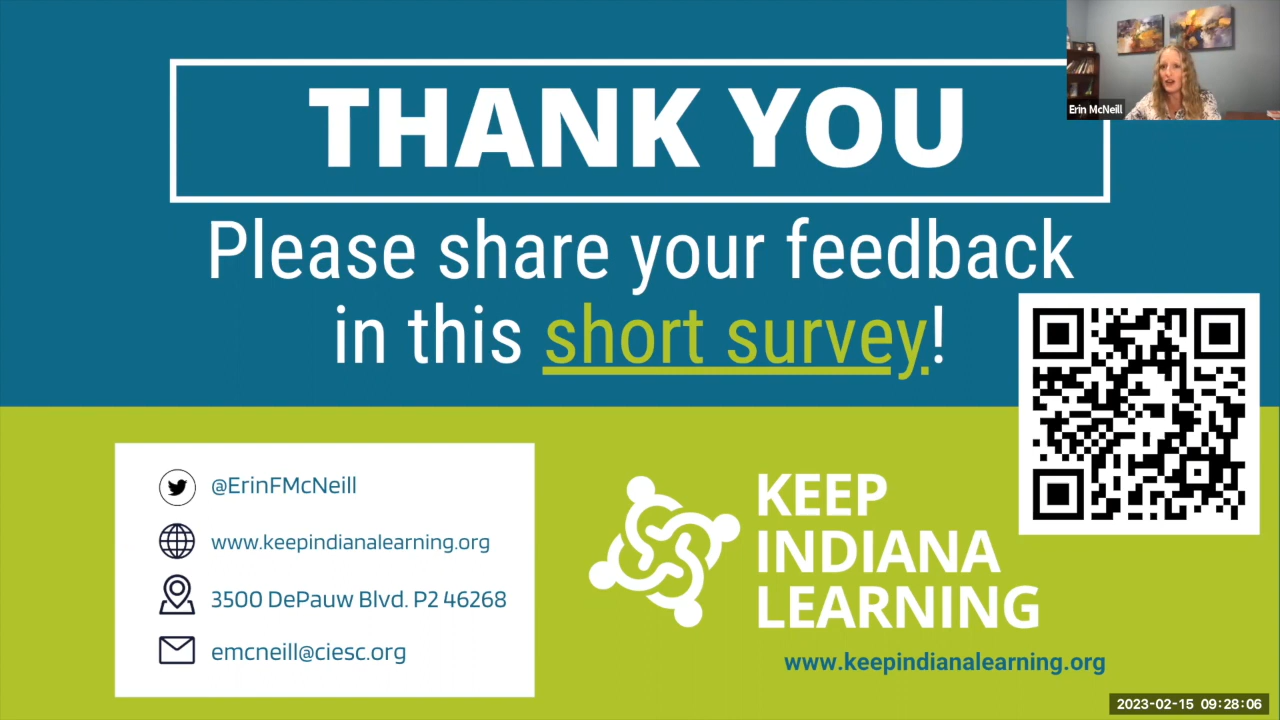 THANK YOU
Erin McNeill
Please share your feedback
in this short survey!
@ErinFMcNeill
www.keepindianalearning.org
3500 DePauw Blvd. P2 46268
emcneill@ciesc.org
KEEP
INDIANA
LEARNING
www.keepindianalearning.org
2023-02-15 09:28:06